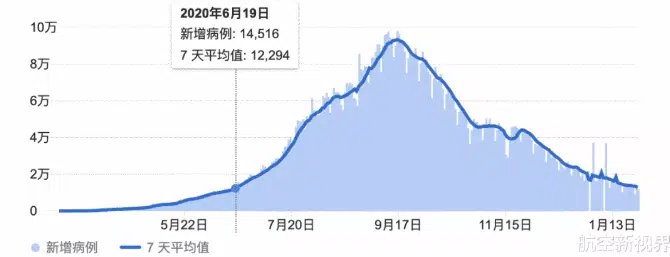 2020年6月19日
新增病例: 14,516
7 天平均值: 12,294
10万
8万
6万
4万
2万
0
5月22日 7月20日 9月17日 11月15日 1月13日
新增病例 7 天平均值
航空新视界